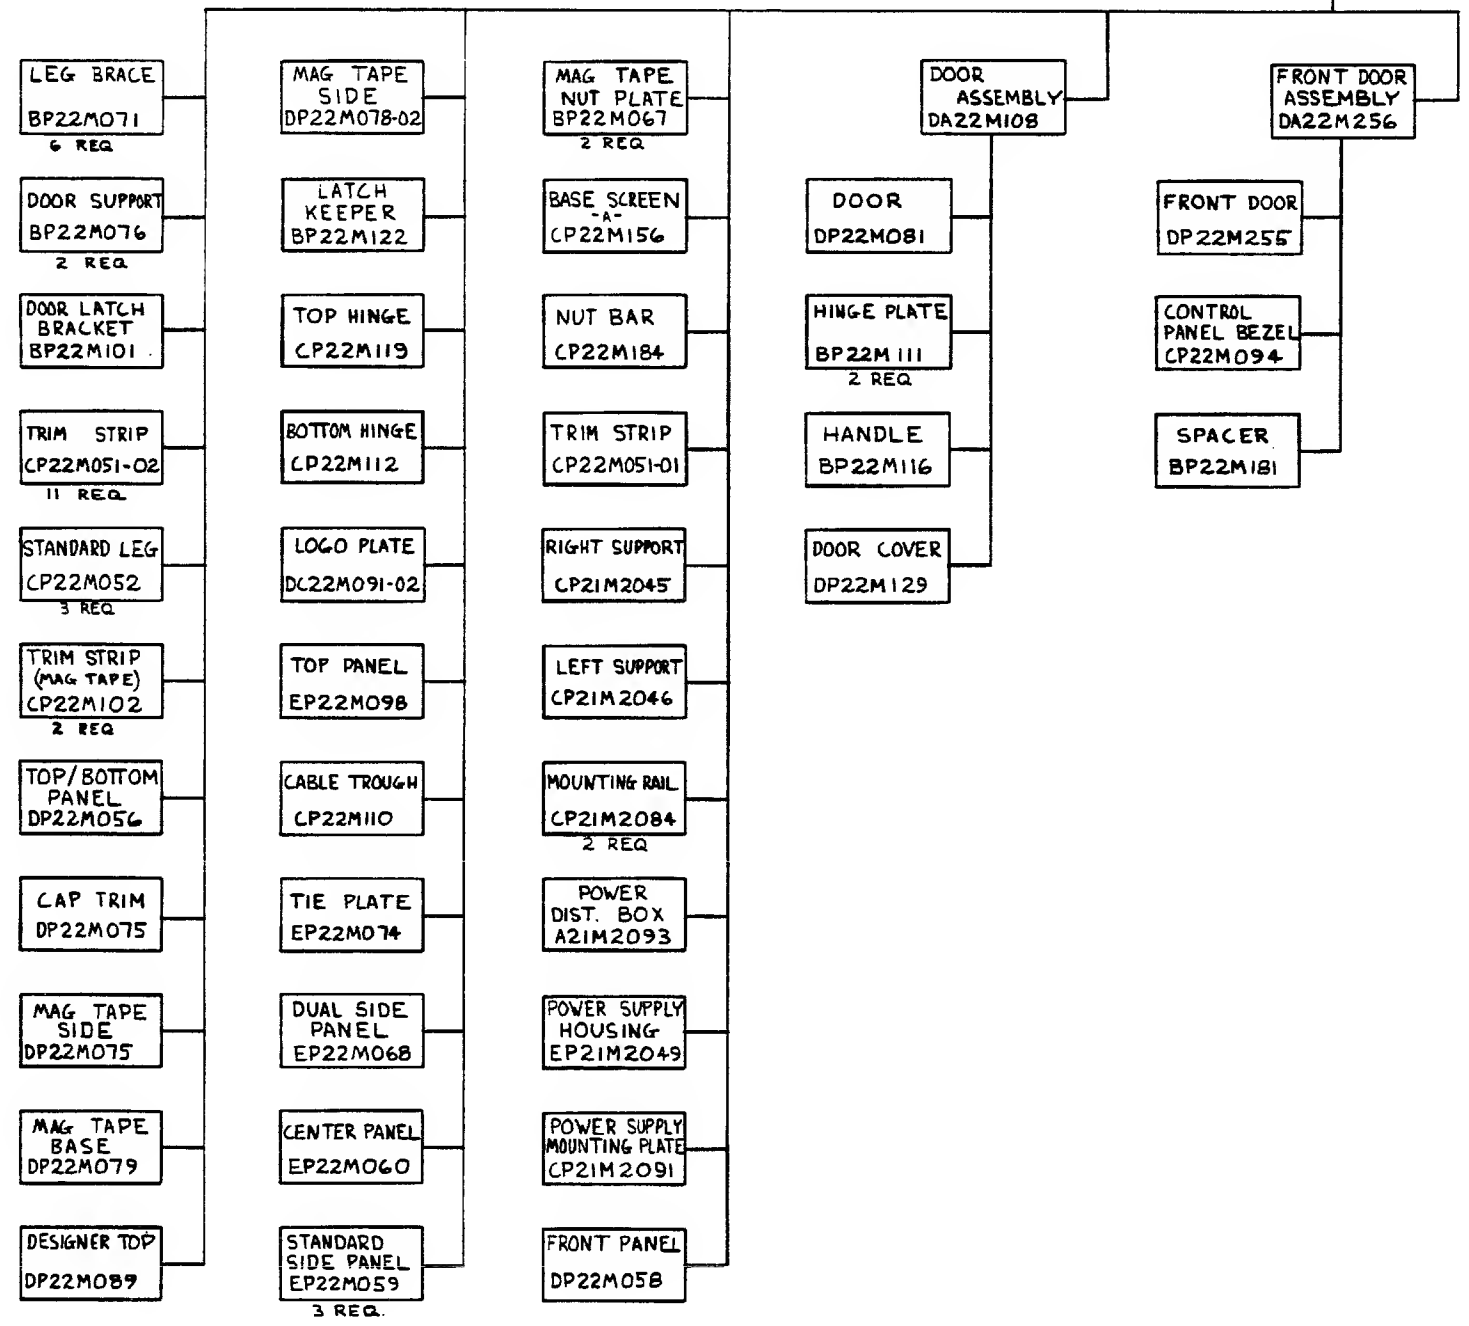 LEG BRACE
BP22M071
6 REQ
DOOR SUPPORT
BP22M076
2 REQ
DOOR LATCH
BRACKET
BP22M101
TRIM STRIP
CP22M051-02
11 REQ
STANDARD LEG
CP22M052
3 REQ
TRIM STRIP
(MAG TAPE)
CP22M102
2 REQ
TOP/BOTTOM
PANEL
DP22M056
CAP TRIM
DP22M075
MAG TAPE
SIDE
DP22M075
MAG TAPE
BASE
DP22M079
DESIGNER TOP
DP22M089
MAG TAPE
SIDE
DP22M078-02
LATCH
KEEPER
BP22M122
TOP HINGE
CP22M119
BOTTOM HINGE
CP22M112
LOGO PLATE
DC22M091-02
TOP PANEL
EP22M098
CABLE TROUGH
CP22M110
TIE PLATE
EP22M074
DUAL SIDE
PANEL
EP22M068
CENTER PANEL
EP22M060
STANDARD
SIDE PANEL
EP22M059
3 REQ.
MAG TAPE
NUT PLATE
BP22M067
2 REQ
BASE SCREEN
-A-
CP22M156
NUT BAR
CP22M184
TRIM STRIP
CP22M051-01
RIGHT SUPPORT
CP21M2045
LEFT SUPPORT
CP21M2046
MOUNTING RAIL
CP21M2084
2 REQ
POWER
DIST. BOX
A21M2093
POWER SUPPLY
HOUSING
EP21M2049
POWER SUPPLY
MOUNTING PLATE
CP21M2091
FRONT PANEL
DP22M058
DOOR
ASSEMBLY
DA22M108
DOOR
DP22M081
HINGE PLATE
BP22M111
2 REQ
HANDLE
BP22M116
DOOR COVER
DP22M129
FRONT DOOR
ASSEMBLY
DA22M256
FRONT DOOR
DP22M255
CONTROL
PANEL BEZEL
CP22M094
SPACER
BP22M181